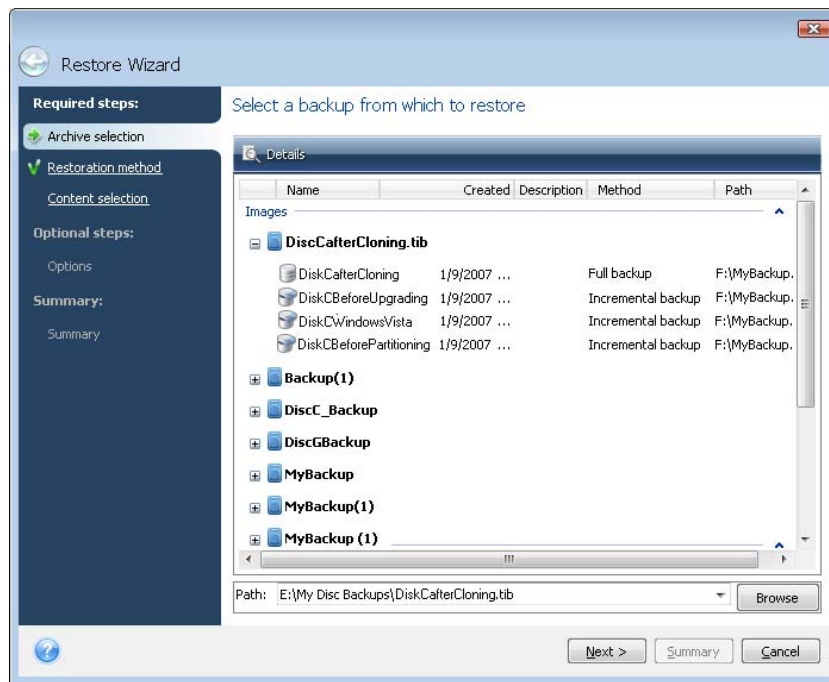 Restore Wizard
Required steps:
Archive selection
Restoration method
Content selection
Optional steps:
Options
Summary:
Summary
Select a backup from which to restore
Details
Name Created Description Method Path
Images
DiscCafterCloning.tib
DiskCafterCloning 1/9/2007 ... Full backup F:\MyBackup.
DiskCBeforeUpgrading 1/9/2007 ... Incremental backup F:\MyBackup.
DiskCWindowsVista 1/9/2007 ... Incremental backup F:\MyBackup.
DiskCBeforePartitioning 1/9/2007 ... Incremental backup F:\MyBackup.
Backup(1)
DiscC_Backup
DiscGBackup
MyBackup
MyBackup(1)
MyBackup (1)
Path: E:\My Disc Backups\DiskCafterCloning.tib Browse
Next > Summary Cancel